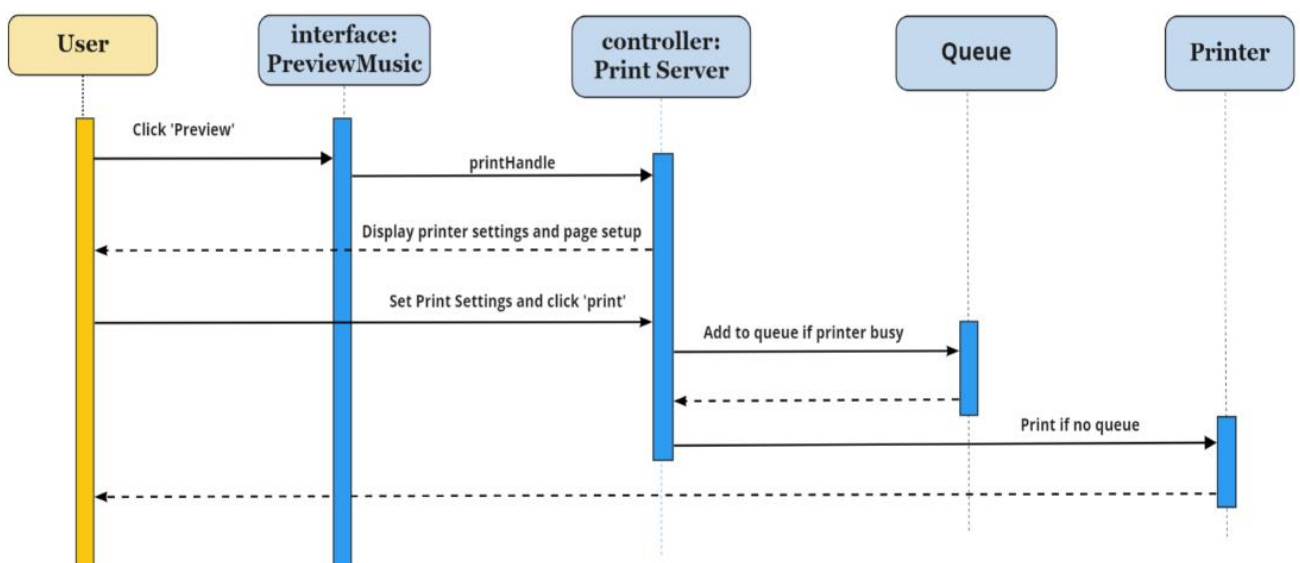 User
interface:
PreviewMusic
controller:
Print Server
Queue
Printer
Click 'Preview'
printHandle
Display printer settings and page setup
Set Print Settings and click 'print'
Add to queue if printer busy
Print if no queue